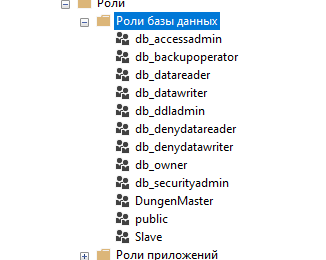 Роли
Роли базы данных
db_accessadmin
db_backupoperator
db_datareader
db_datawriter
db_ddladmin
db_denydatareader
db_denydatawriter
db_owner
db_securityadmin
DungenMaster
public
Slave
Роли приложений